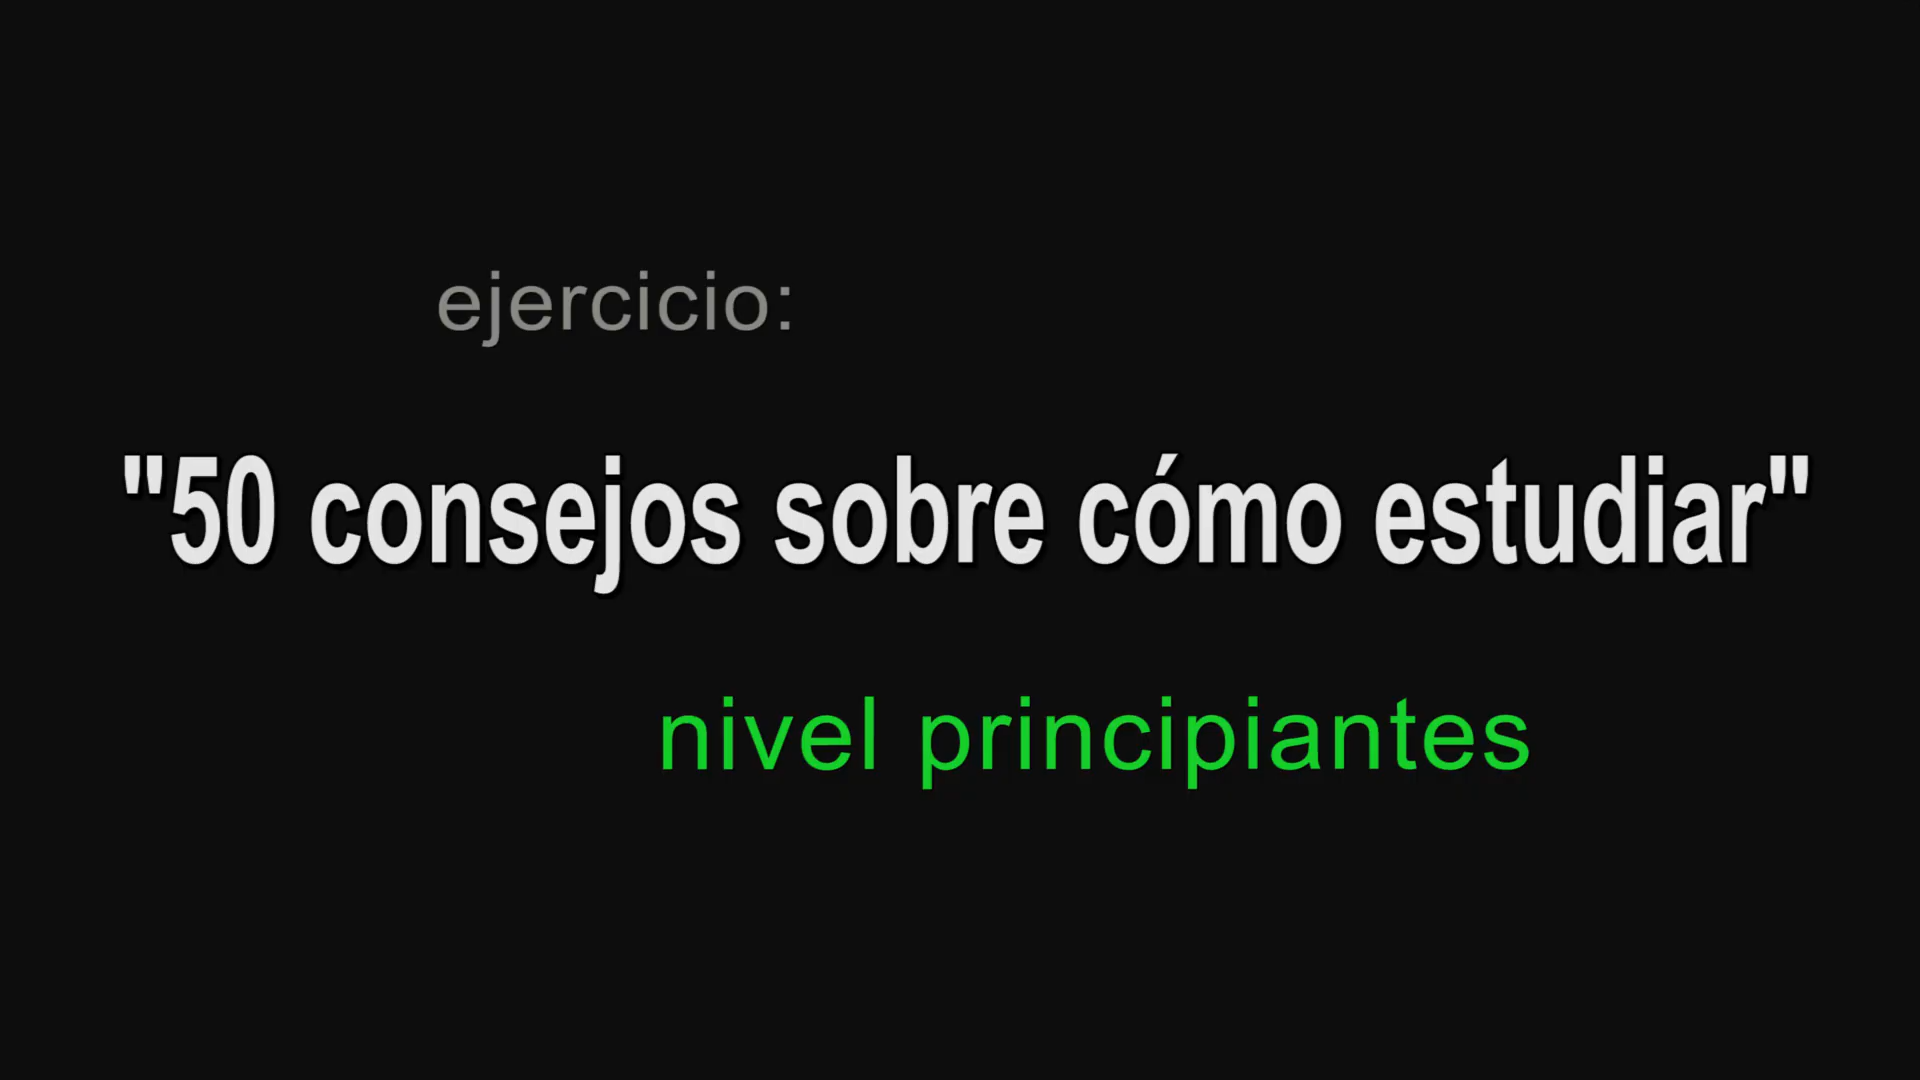 ejercicio:
"50 consejos sobre cómo estudiar"
nivel principiantes